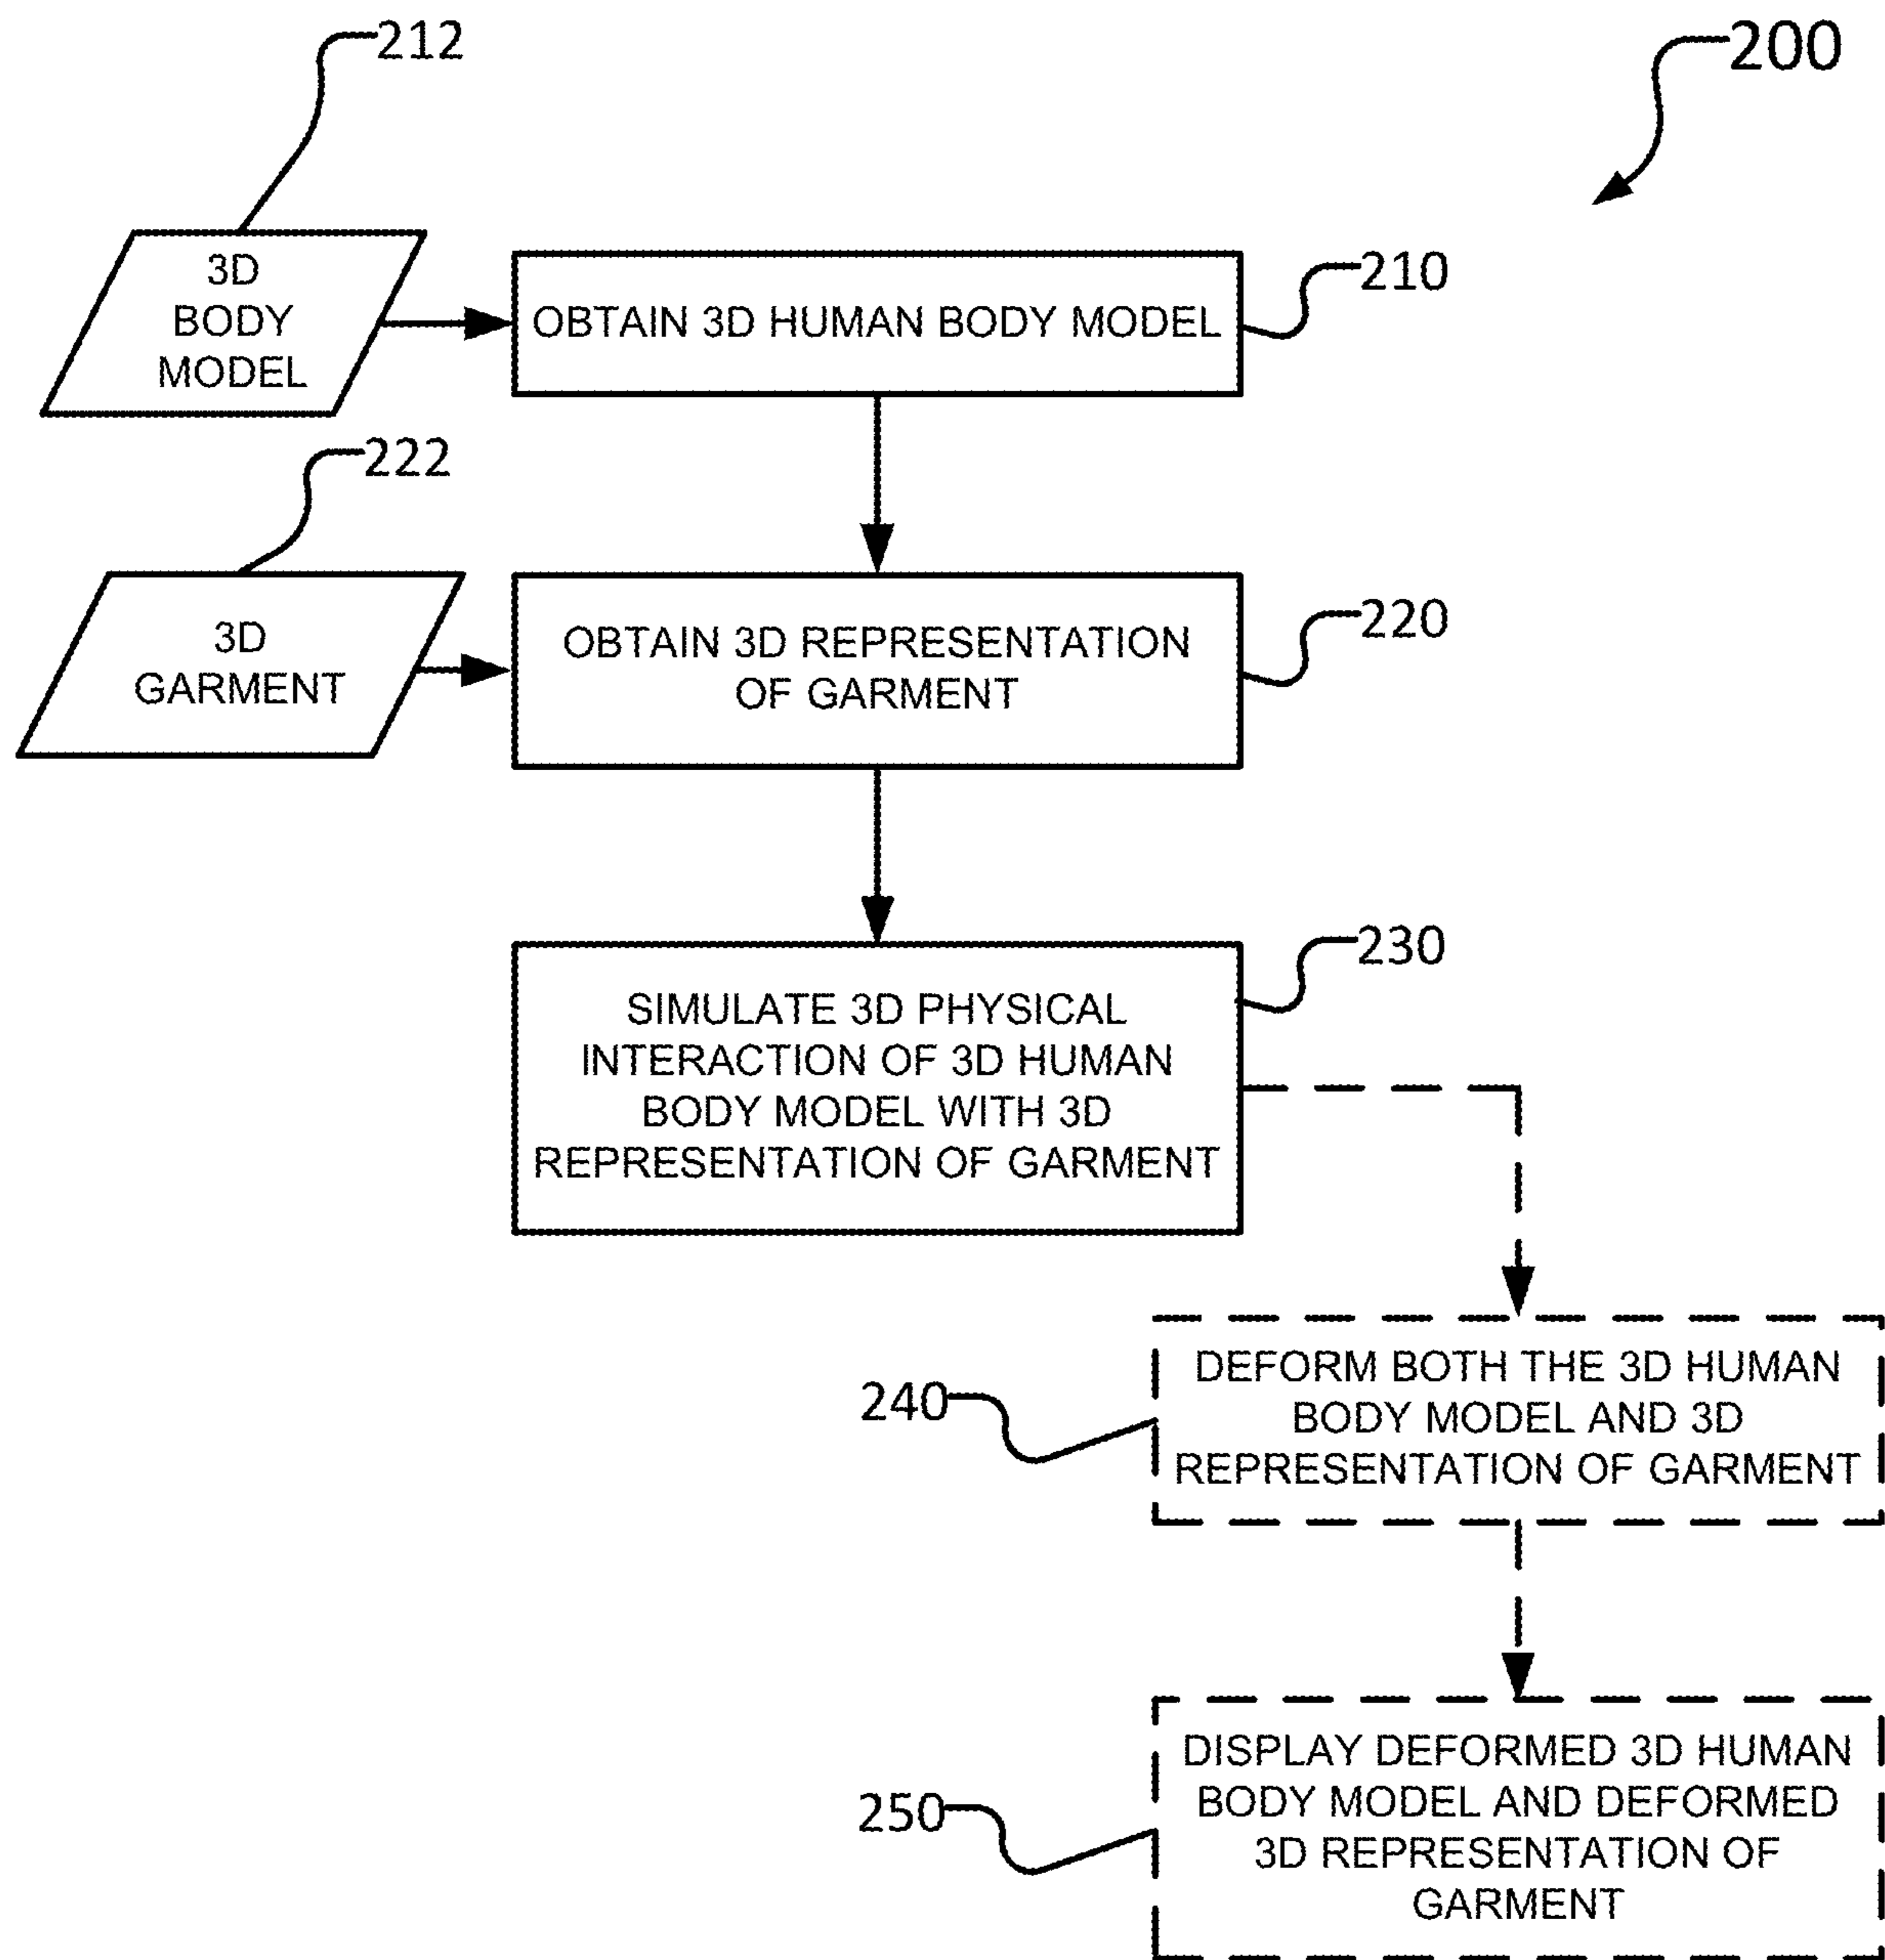 212
200
3D
BODY
MODEL
OBTAIN 3D HUMAN BODY MODEL
210
222
3D
GARMENT
OBTAIN 3D REPRESENTATION
OF GARMENT
220
SIMULATE 3D PHYSICAL
INTERACTION OF 3D HUMAN
BODY MODEL WITH 3D
REPRESENTATION OF GARMENT
230
DEFORM BOTH THE 3D HUMAN
BODY MODEL AND 3D
REPRESENTATION OF GARMENT
240
DISPLAY DEFORMED 3D HUMAN
BODY MODEL AND DEFORMED
3D REPRESENTATION OF
GARMENT
250